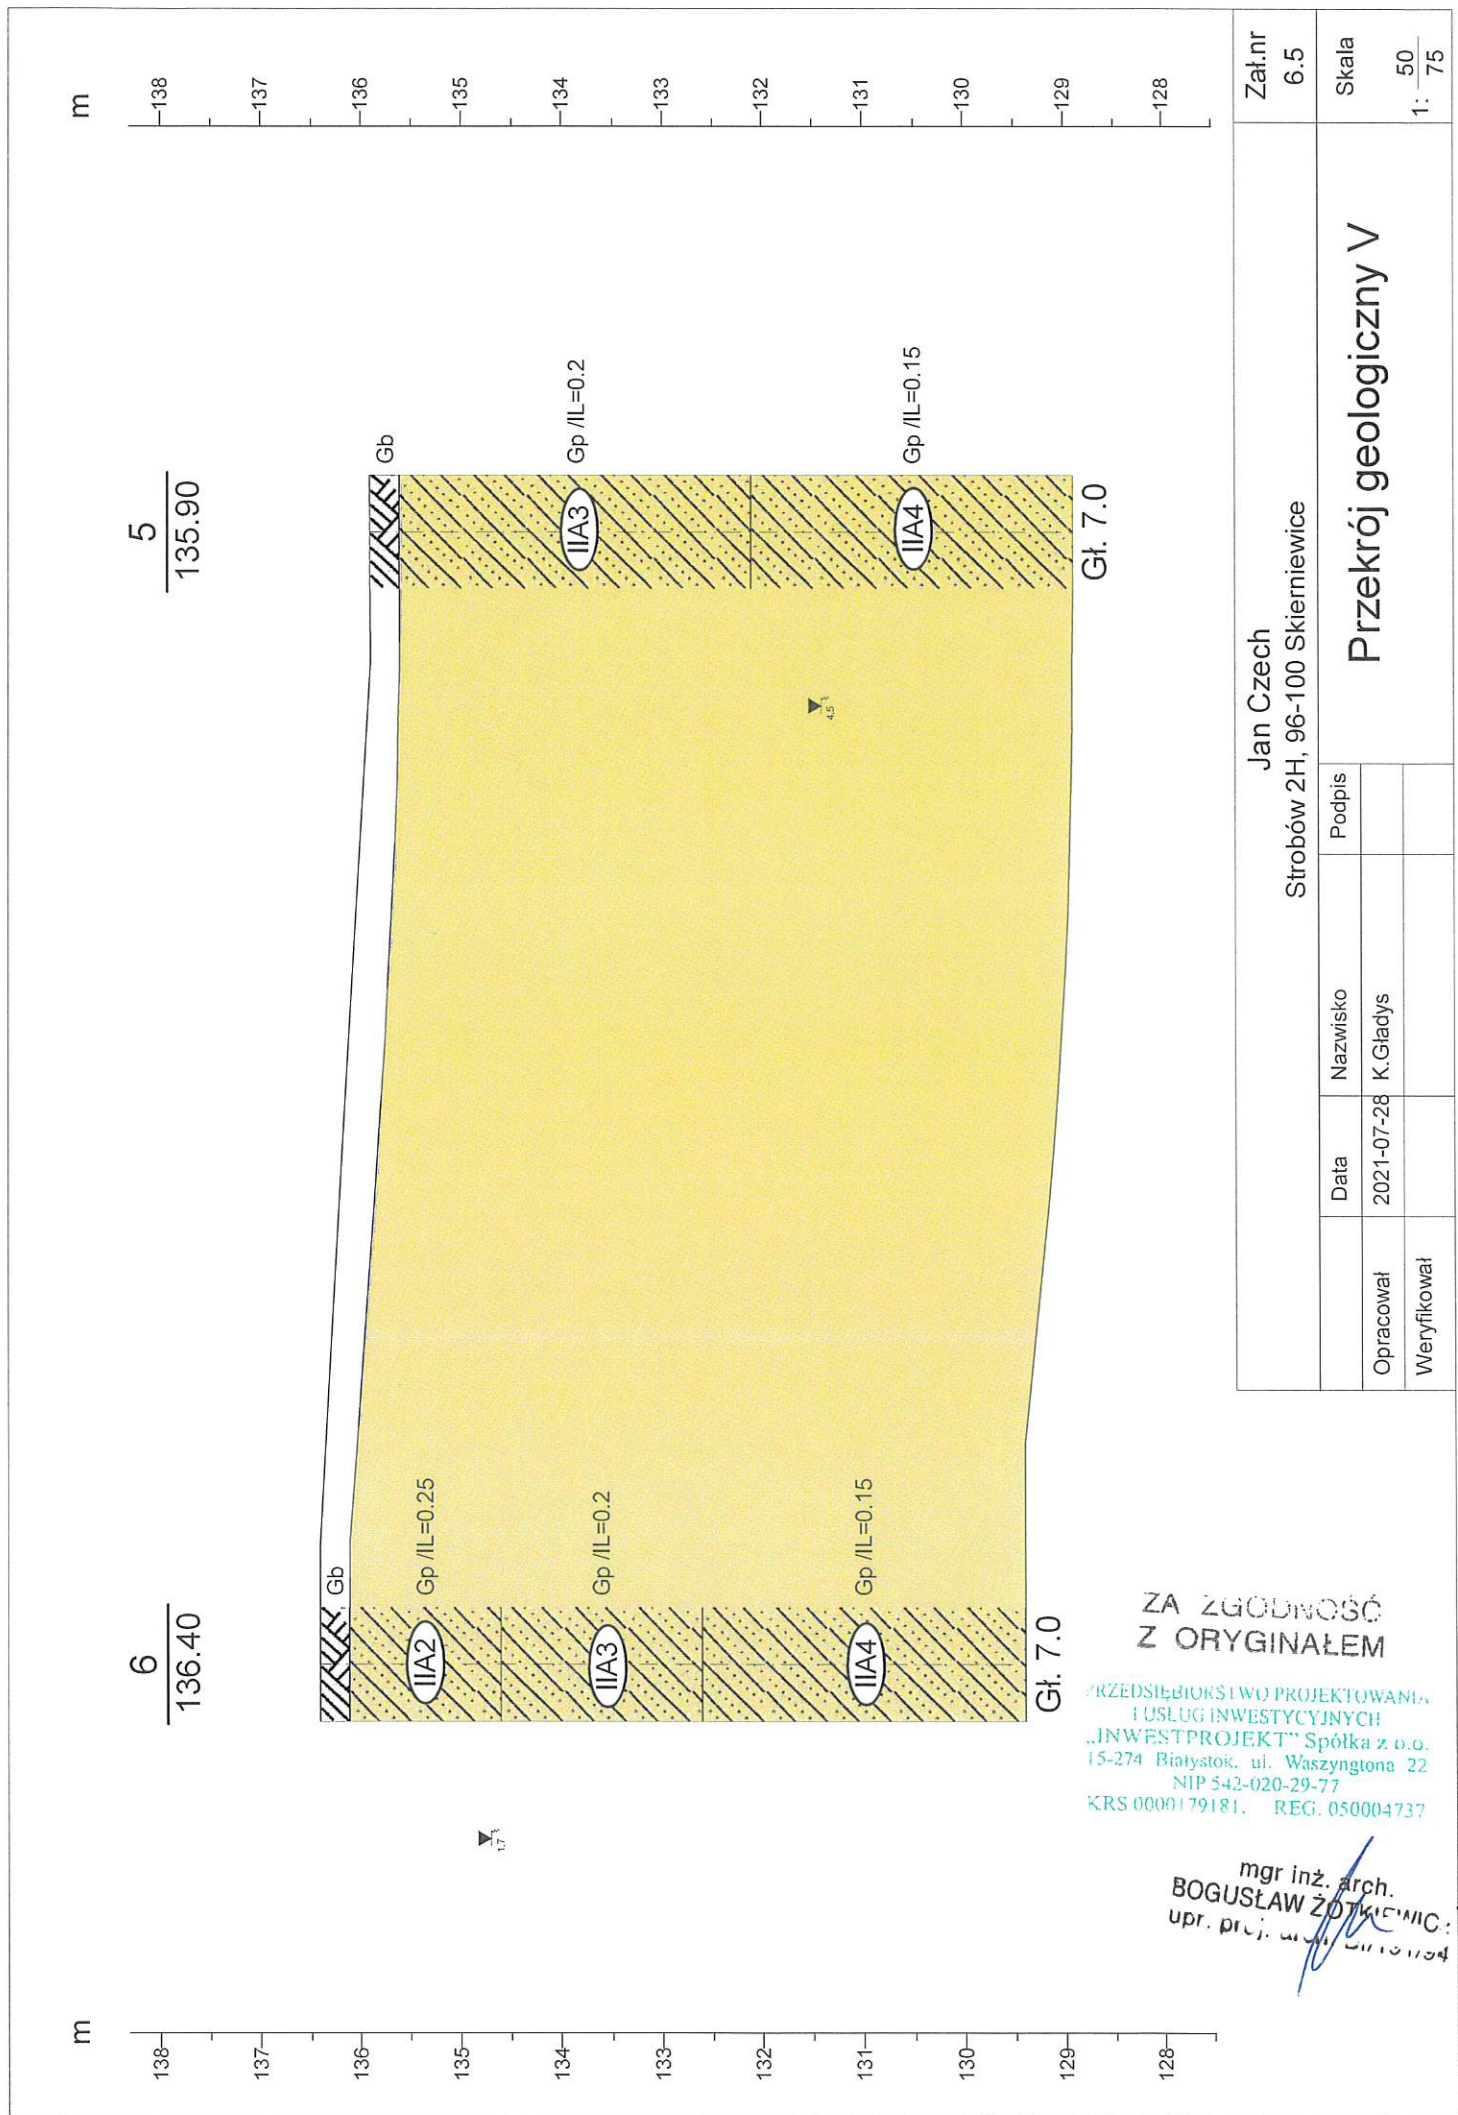 m
138
137
136
135
134
133
132
131
130
129
128
6
136.40
Gb
IIA2
Gp /IL=0.25
IIA3
Gp /IL=0.2
IIA4
Gp /IL=0.15
Gł. 7.0
1.7
5
135.90
Gb
IIA3
Gp /IL=0.2
IIA4
Gp /IL=0.15
Gł. 7.0
4.5
m
138
137
136
135
134
133
132
131
130
129
128
Jan Czech
Strobów 2H, 96-100 Skierniewice
Zał.nr
6.5
Data
Nazwisko
Podpis
Opracował
2021-07-28
K.Gładys
Weryfikował
Przekrój geologiczny V
Skala
1: 50
75
ZA ZGODNOŚĆ
Z ORYGINAŁEM
PRZEDSIĘBIORSTWO PROJEKTOWANIA
I USŁUG INWESTYCYJNYCH
„INWESTPROJEKT" Spółka z o.o.
15-274 Białystok, ul. Waszyngtona 22
NIP 542-020-29-77
KRS 0000179181, REG. 050004737
mgr inż. arch.
BOGUSŁAW
upr. proj.